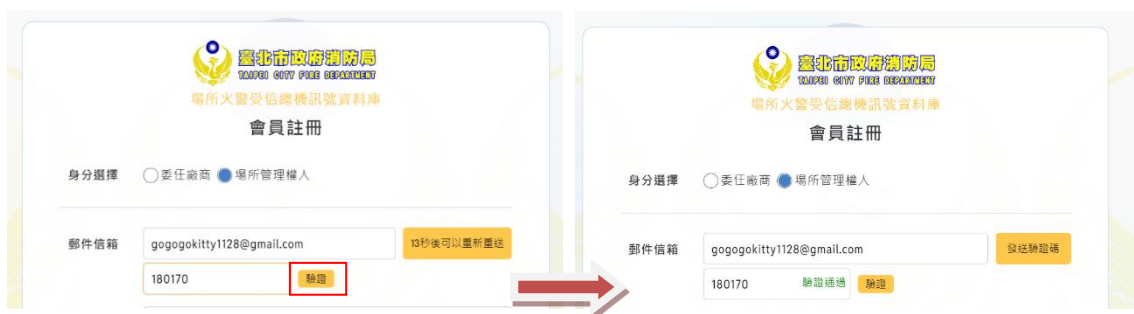 臺北市政府消防局
TAIPEI CITY FIRE DEPARTMENT
場所火警受信總機訊號資料庫
會員註冊
身分選擇 委任廠商 場所管理權人
郵件信箱 gogogokitty1128@gmail.com 13秒後可以重新重送
180170 驗證
臺北市政府消防局
TAIPEI CITY FIRE DEPARTMENT
場所火警受信總機訊號資料庫
會員註冊
身分選擇 委任廠商 場所管理權人
郵件信箱 gogogokitty1128@gmail.com 發送驗證碼
180170 驗證通過 驗證